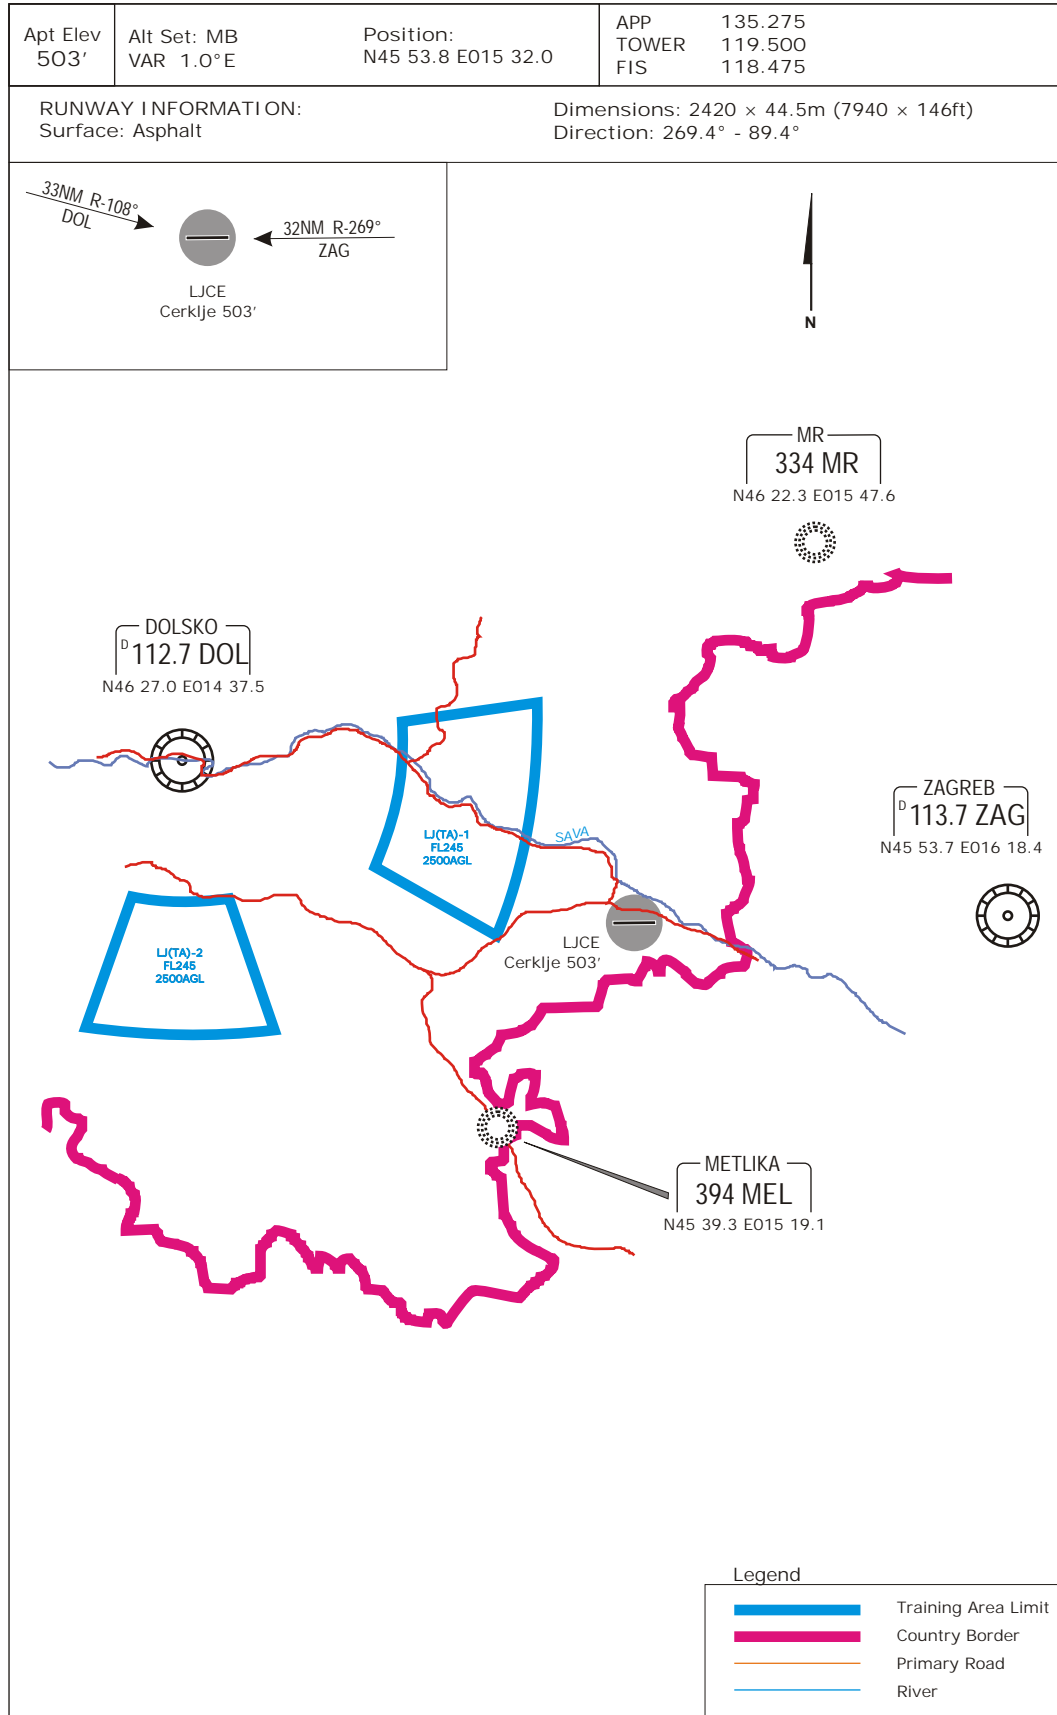 Apt Elev
503'
Alt Set: MB
VAR 1.0°E
Position:
N45 53.8 E015 32.0
APP 135.275
TOWER 119.500
FIS 118.475
RUNWAY INFORMATION:
Surface: Asphalt
Dimensions: 2420 × 44.5m (7940 × 146ft)
Direction: 269.4° - 89.4°
33NM R-108°
DOL
32NM R-269°
ZAG
LJCE
Cerklje 503'
N
MR
334 MR
N46 22.3 E015 47.6
DOLSKO
D 112.7 DOL
N46 27.0 E014 37.5
ZAGREB
D 113.7 ZAG
N45 53.7 E016 18.4
LJ(TA)-1
FL245
2500AGL
SAVA
LJCE
Cerklje 503'
LJ(TA)-2
FL245
2500AGL
METLIKA
394 MEL
N45 39.3 E015 19.1
Legend
Training Area Limit
Country Border
Primary Road
River